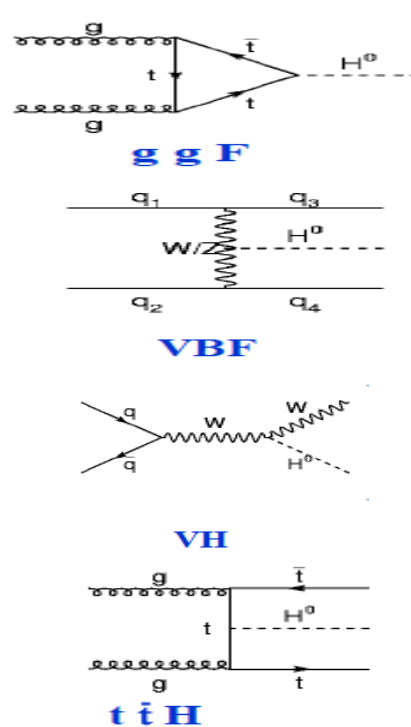 g
t̄
t
H⁰
t
g
g g F
q₁ q₃
W/Z H⁰
q₂ q₄
VBF
q W W
q̄ H⁰
VH
g t̄
t H⁰
g t
t ṫ H